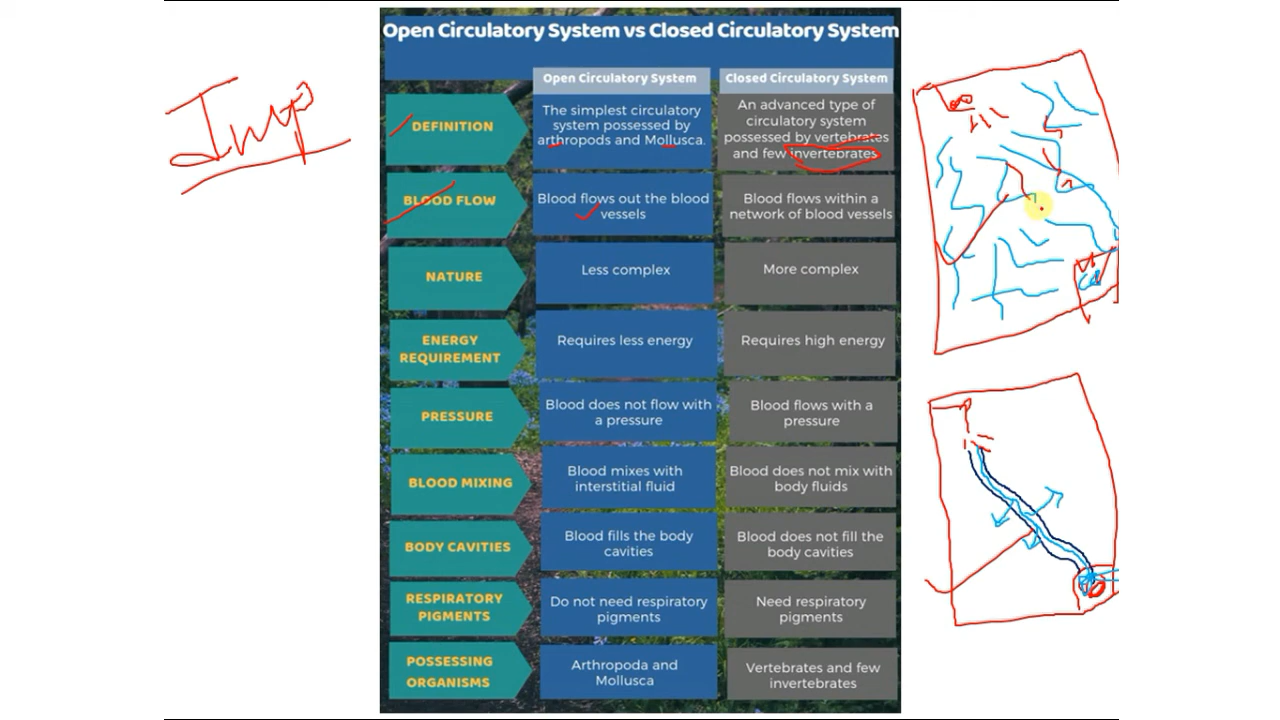 Imp
Open Circulatory System vs Closed Circulatory System
Open Circulatory System
Closed Circulatory System
DEFINITION
The simplest circulatory
system possessed by
arthropods and Mollusca.
An advanced type of
circulatory system
possessed by vertebrates
and few invertebrates
BLOOD FLOW
Blood flows out the blood
vessels
Blood flows within a
network of blood vessels
NATURE
Less complex
More complex
ENERGY
REQUIREMENT
Requires less energy
Requires high energy
PRESSURE
Blood does not flow with
a pressure
Blood flows with a
pressure
BLOOD MIXING
Blood mixes with
interstitial fluid
Blood does not mix with
body fluids
BODY CAVITIES
Blood fills the body
cavities
Blood does not fill the
body cavities
RESPIRATORY
PIGMENTS
Do not need respiratory
pigments
Need respiratory
pigments
POSSESSING
ORGANISMS
Arthropoda and
Mollusca
Vertebrates and few
invertebrates